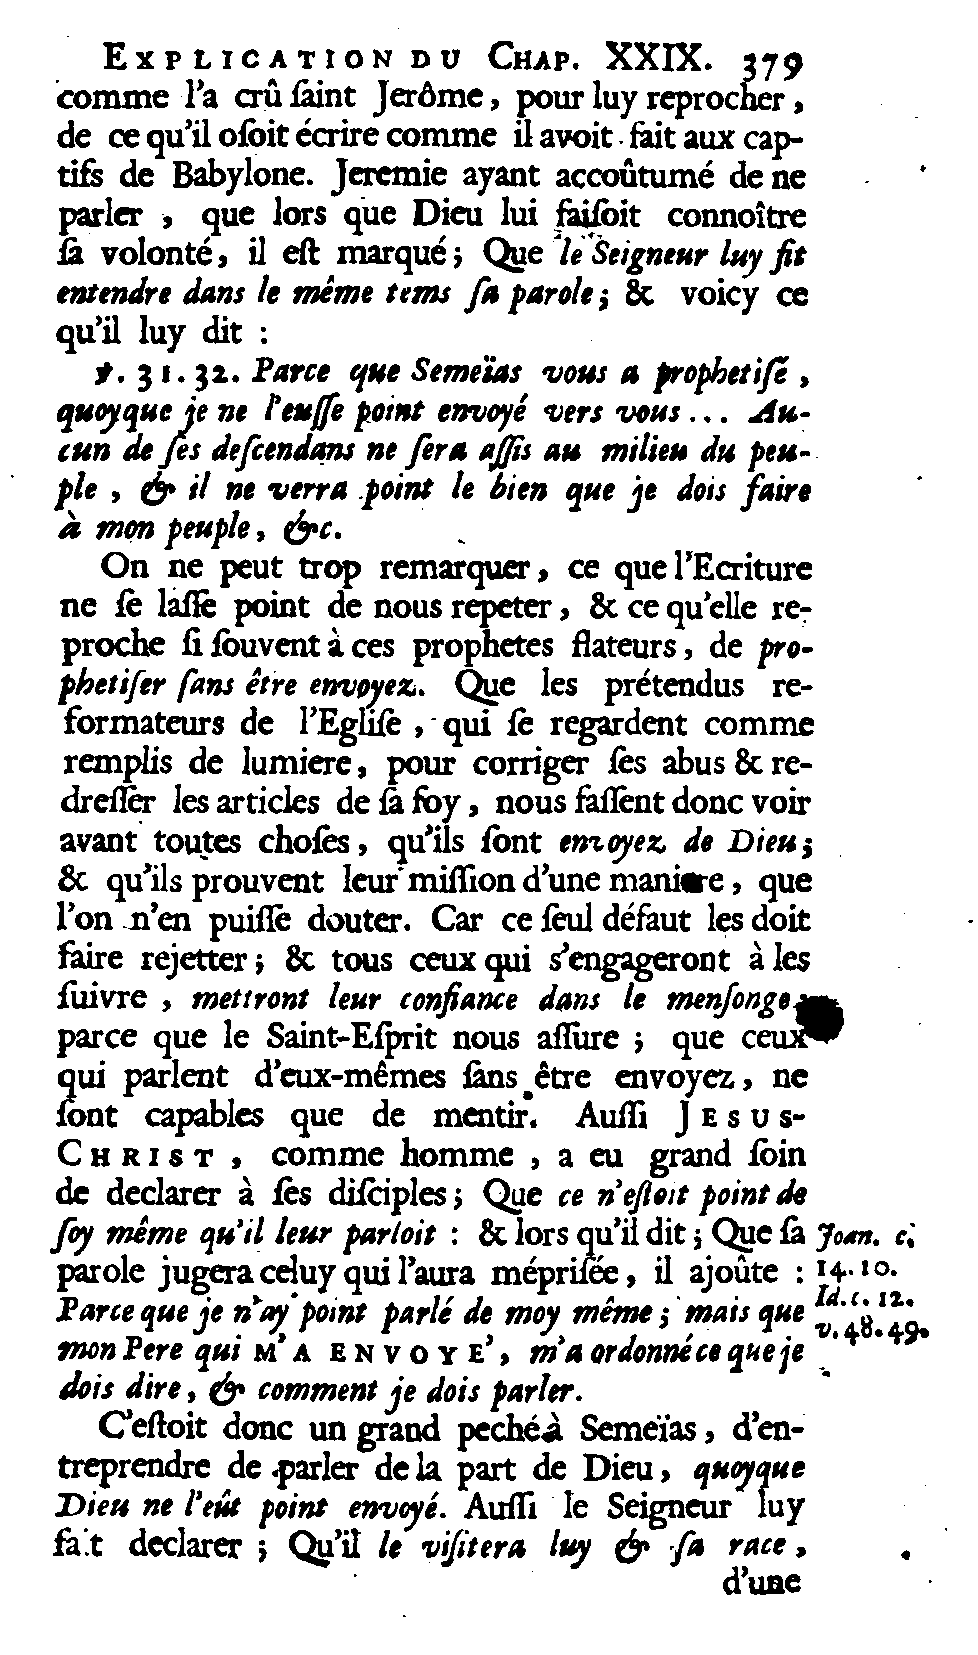 EXPLICATION DU CHAP. XXIX. 379
comme l'a crû ſaint Jerôme, pour luy reprocher,
de ce qu'il oſoit écrire comme il avoit fait aux cap-
tifs de Babylone. Jeremie ayant accoûtumé de ne
parler, que lors que Dieu lui faiſoit connoître
ſa volonté, il eſt marqué; Que le Seigneur luy fit
entendre dans le même tems ſa parole; & voicy ce
qu'il luy dit :
℣. 31. 32. Parce que Semeïas vous a prophetiſé,
quoyque je ne l'euſſe point envoyé vers vous... Au-
cun de ſes deſcendans ne ſera aſſis au milieu du peu-
ple, & il ne verra point le bien que je dois faire
à mon peuple, &c.
On ne peut trop remarquer, ce que l'Ecriture
ne ſe laſſe point de nous repeter, & ce qu'elle re-
proche ſi ſouvent à ces prophetes flateurs, de pro-
phetiſer ſans être envoyez. Que les prétendus re-
formateurs de l'Egliſe, qui ſe regardent comme
remplis de lumiere, pour corriger ſes abus & re-
dreſſer les articles de ſa foy, nous faſſent donc voir
avant toutes choſes, qu'ils ſont envoyez de Dieu;
& qu'ils prouvent leur miſſion d'une maniere, que
l'on n'en puiſſe douter. Car ce ſeul défaut les doit
faire rejetter; & tous ceux qui s'engageront à les
ſuivre, mettront leur confiance dans le menſonge;
parce que le Saint-Eſprit nous aſſure; que ceux
qui parlent d'eux-mêmes ſans être envoyez, ne
ſont capables que de mentir. Auſſi JESUS-
CHRIST, comme homme, a eu grand ſoin
de declarer à ſes diſciples; Que ce n'eſtoit point de
ſoy même qu'il leur parloit : & lors qu'il dit; Que ſa
parole jugera celuy qui l'aura mépriſée, il ajoûte :
Parce que je n'ay point parlé de moy même; mais que
mon Pere qui M'A ENVOYE', m'a ordonné ce que je
dois dire, & comment je dois parler.
Joan. c.
14. 10.
Id. c. 12.
v. 48. 49.
C'eſtoit donc un grand peché à Semeïas, d'en-
treprendre de parler de la part de Dieu, quoyque
Dieu ne l'eût point envoyé. Auſſi le Seigneur luy
fait declarer; Qu'il le viſitera luy & ſa race,
d'une